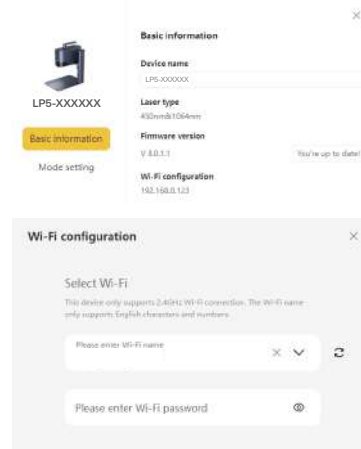 Basic information
Device name
LP5-XXXXXX
LP5-XXXXXX
Laser type
450nm&1064nm
Basic information
Firmware version
V 8.0.1.1
You're up to date!
Mode setting
Wi-Fi configuration
192.168.0.123
Wi-Fi configuration
Select Wi-Fi
This device only supports 2.4GHz Wi-Fi connection. The Wi-Fi name
only supports English characters and numbers.
Please enter Wi-Fi name
Please enter Wi-Fi password